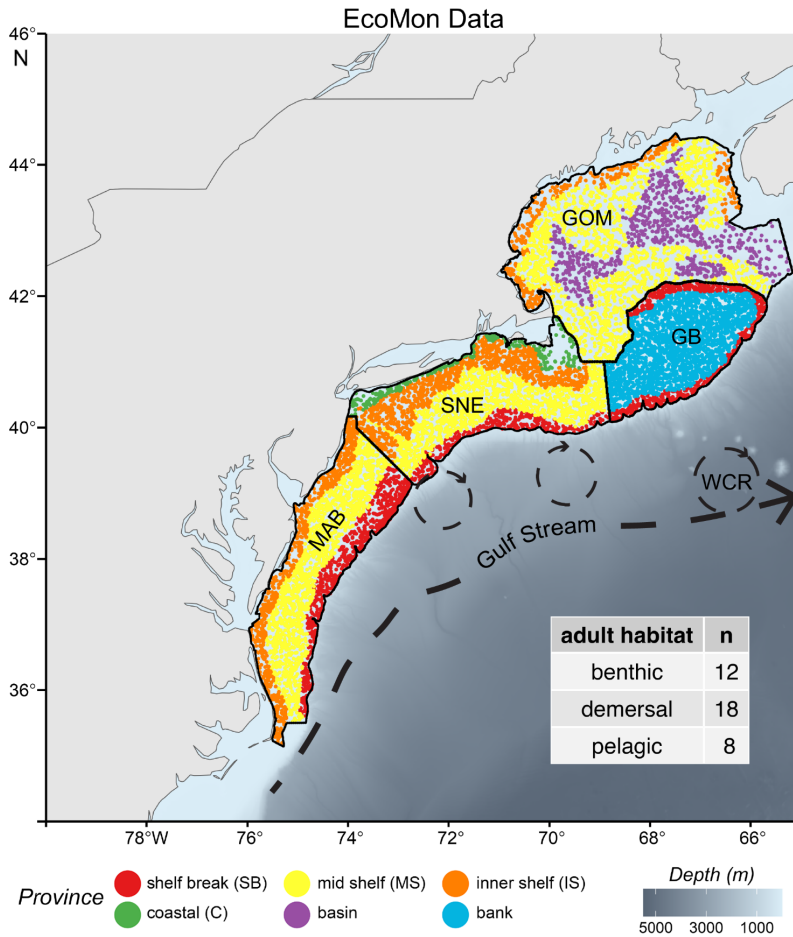 EcoMon Data
46°
N
44°
42°
40°
38°
36°
GOM
GB
SNE
MAB
WCR
Gulf Stream
adult habitat n
benthic 12
demersal 18
pelagic 8
78°W 76° 74° 72° 70° 68° 66°
Province
shelf break (SB) mid shelf (MS) inner shelf (IS)
coastal (C) basin bank
Depth (m)
5000 3000 1000